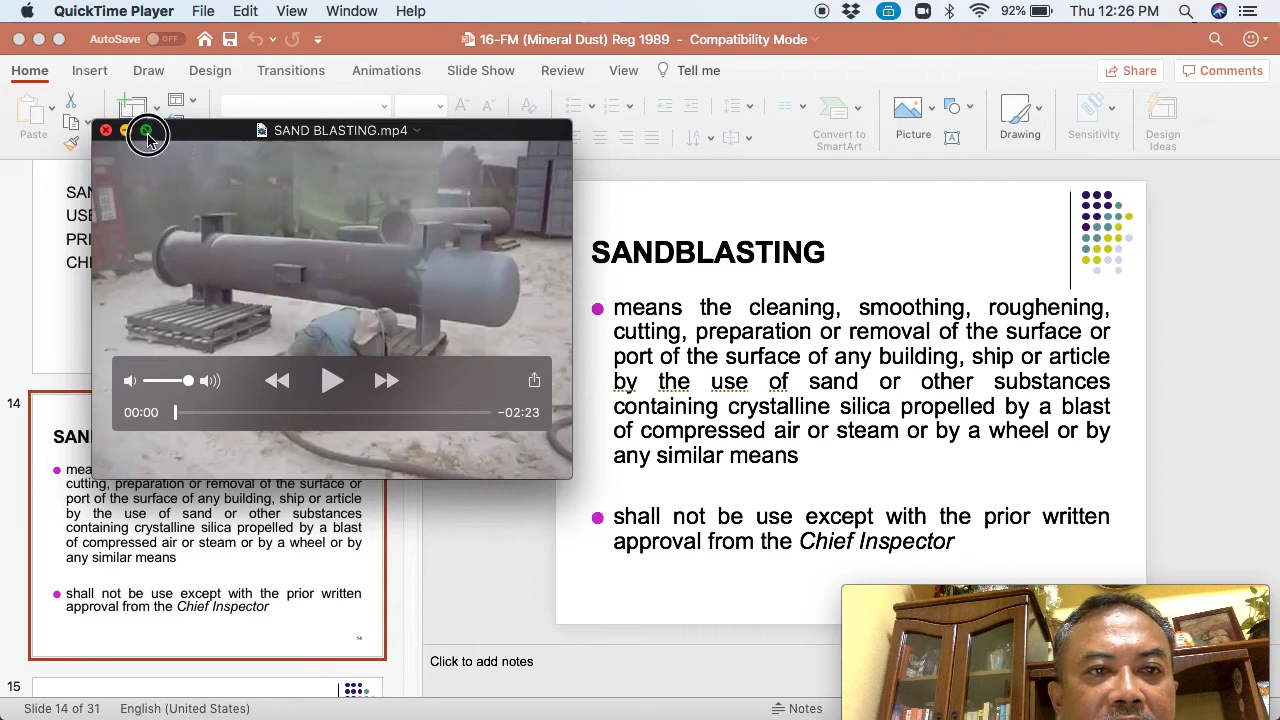 QuickTime Player File Edit View Window Help 92% Thu 12:26 PM
AutoSave OFF 16-FM (Mineral Dust) Reg 1989 - Compatibility Mode
Home Insert Draw Design Transitions Animations Slide Show Review View Tell me Share Comments
Paste Convert to SmartArt Picture Drawing Sensitivity Design Ideas
SAND BLASTING.mp4
00:00 -02:23
SAN
USE
PRI
CHE
14
SAN
mea
cutting, preparation or removal of the surface or
port of the surface of any building, ship or article
by the use of sand or other substances
containing crystalline silica propelled by a blast
of compressed air or steam or by a wheel or by
any similar means
shall not be use except with the prior written
approval from the Chief Inspector
14
15
SANDBLASTING
means the cleaning, smoothing, roughening,
cutting, preparation or removal of the surface or
port of the surface of any building, ship or article
by the use of sand or other substances
containing crystalline silica propelled by a blast
of compressed air or steam or by a wheel or by
any similar means
shall not be use except with the prior written
approval from the Chief Inspector
Click to add notes
Slide 14 of 31 English (United States) Notes